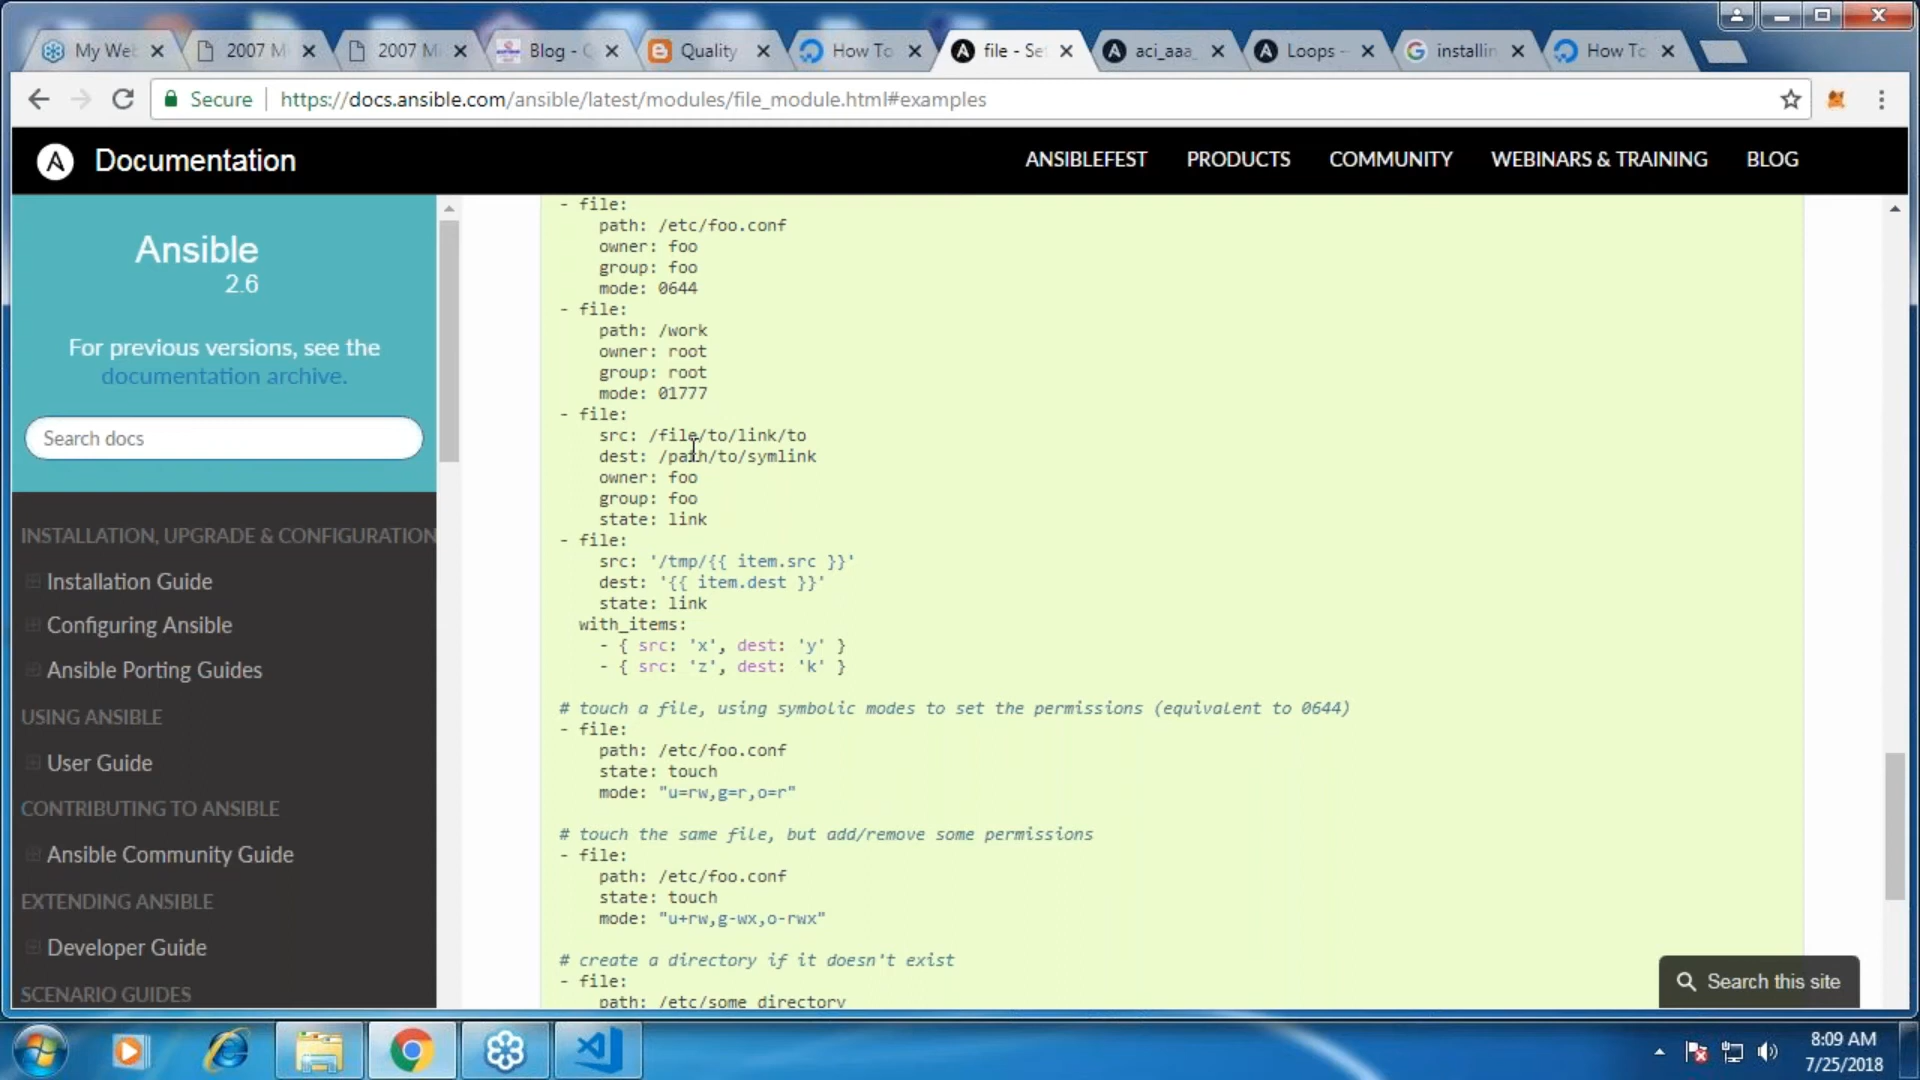 My Web
2007 M
2007 Mi
Blog - Q
Quality
How To
file - Se
aci_aaa_
Loops -
installin
How To
Secure
https://docs.ansible.com/ansible/latest/modules/file_module.html#examples
Documentation
ANSIBLEFEST
PRODUCTS
COMMUNITY
WEBINARS & TRAINING
BLOG
Ansible
2.6
For previous versions, see the
documentation archive.
Search docs
INSTALLATION, UPGRADE & CONFIGURATION
Installation Guide
Configuring Ansible
Ansible Porting Guides
USING ANSIBLE
User Guide
CONTRIBUTING TO ANSIBLE
Ansible Community Guide
EXTENDING ANSIBLE
Developer Guide
SCENARIO GUIDES
- file:
path: /etc/foo.conf
owner: foo
group: foo
mode: 0644
- file:
path: /work
owner: root
group: root
mode: 01777
- file:
src: /file/to/link/to
dest: /path/to/symlink
owner: foo
group: foo
state: link
- file:
src: '/tmp/{{ item.src }}'
dest: '{{ item.dest }}'
state: link
with_items:
- { src: 'x', dest: 'y' }
- { src: 'z', dest: 'k' }
# touch a file, using symbolic modes to set the permissions (equivalent to 0644)
- file:
path: /etc/foo.conf
state: touch
mode: "u=rw,g=r,o=r"
# touch the same file, but add/remove some permissions
- file:
path: /etc/foo.conf
state: touch
mode: "u+rw,g-wx,o-rwx"
# create a directory if it doesn't exist
- file:
path: /etc/some_directory
Search this site
8:09 AM
7/25/2018